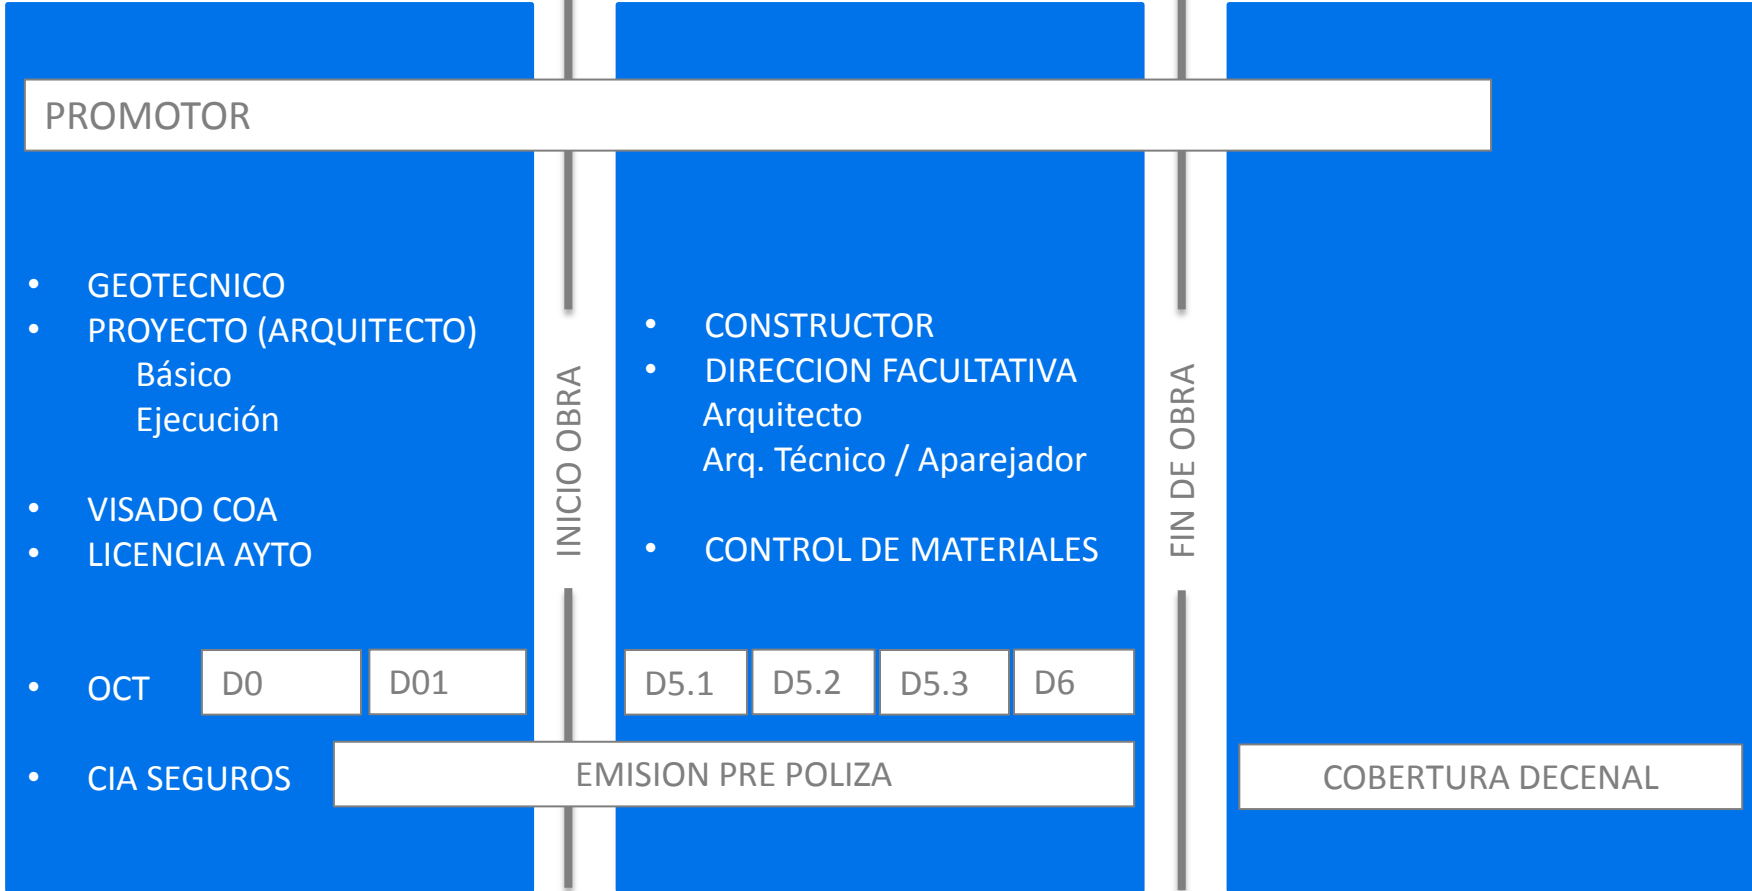 PROMOTOR
• GEOTECNICO
• PROYECTO (ARQUITECTO)
Básico
Ejecución
• VISADO COA
• LICENCIA AYTO
• OCT D0 D01
• CIA SEGUROS
INICIO OBRA
• CONSTRUCTOR
• DIRECCION FACULTATIVA
Arquitecto
Arq. Técnico / Aparejador
• CONTROL DE MATERIALES
D5.1 D5.2 D5.3 D6
EMISION PRE POLIZA
FIN DE OBRA
COBERTURA DECENAL